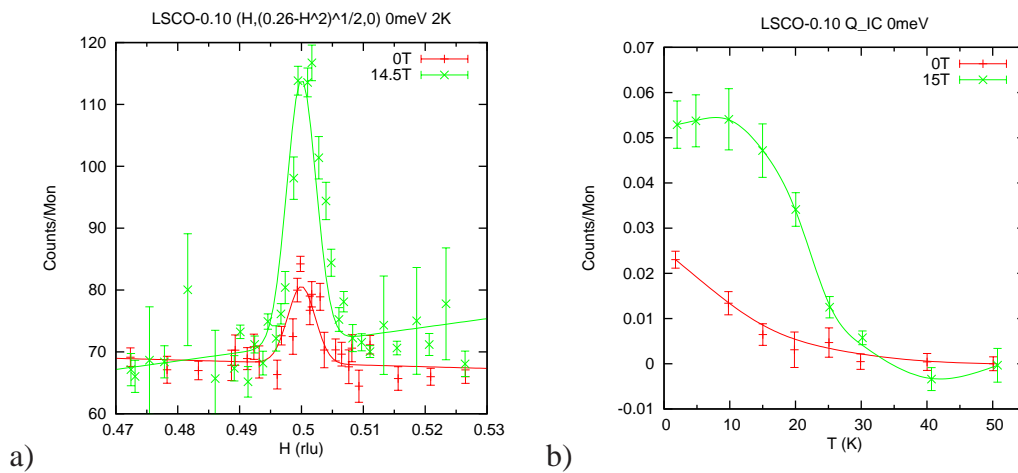 LSCO-0.10 (H,(0.26-H^2)^1/2,0) 0meV 2K
120
110
100
90
80
70
60
Counts/Mon
0T
14.5T
0.47
0.48
0.49
0.5
0.51
0.52
0.53
H (rlu)
a)
LSCO-0.10 Q_IC 0meV
0.07
0.06
0.05
0.04
0.03
0.02
0.01
0
-0.01
Counts/Mon
0T
15T
0
10
20
30
40
50
T (K)
b)